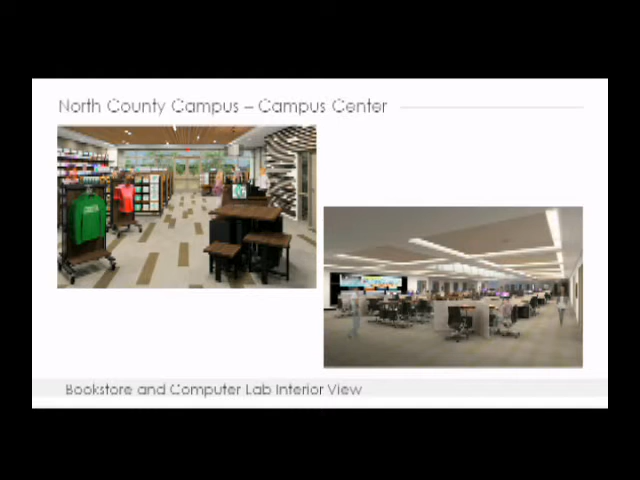 North County Campus – Campus Center
Bookstore and Computer Lab Interior View